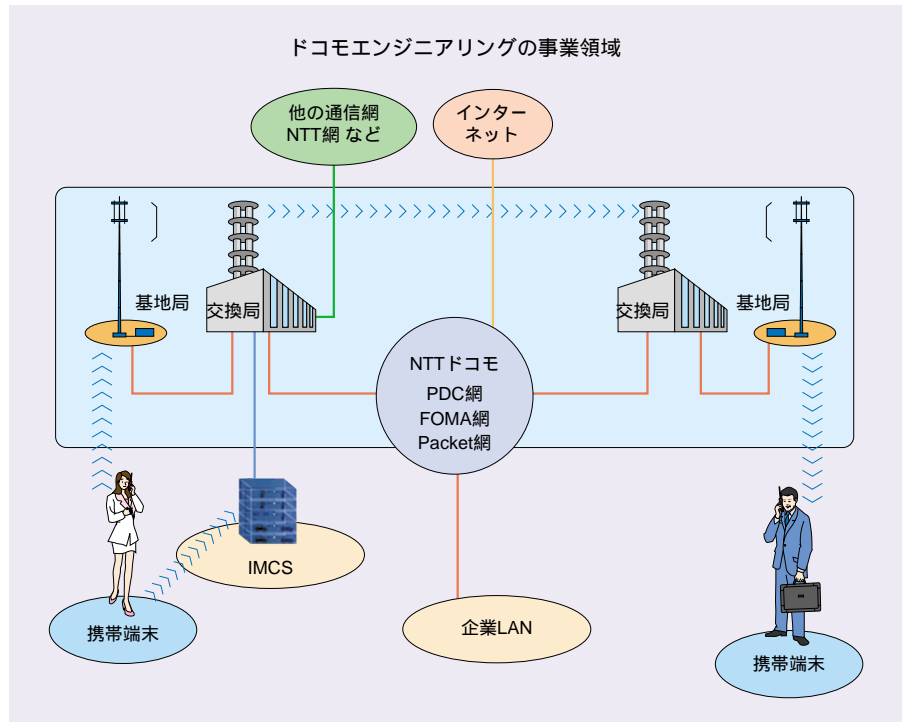 ドコモエンジニアリングの事業領域
他の通信網
NTT網 など
インター
ネット
基地局
交換局
交換局
基地局
NTTドコモ
PDC網
FOMA網
Packet網
IMCS
携帯端末
企業LAN
携帯端末